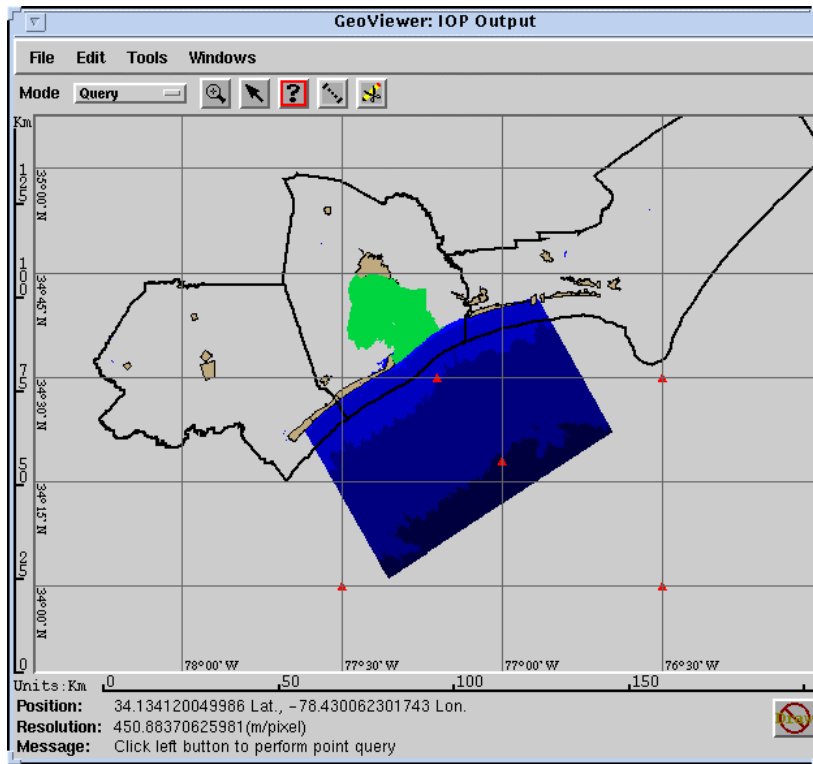 GeoViewer: IOP Output
File Edit Tools Windows
Mode Query ?
Km
125
35°00' N
100
34°45' N
75
34°30' N
50
34°15' N
25
34°00' N
0
78°00' W 77°30' W 77°00' W 76°30' W
Units:Km 0 50 100 150
Position: 34.134120049986 Lat., -78.430062301743 Lon.
Resolution: 450.88370625981(m/pixel)
Draw
Message: Click left button to perform point query